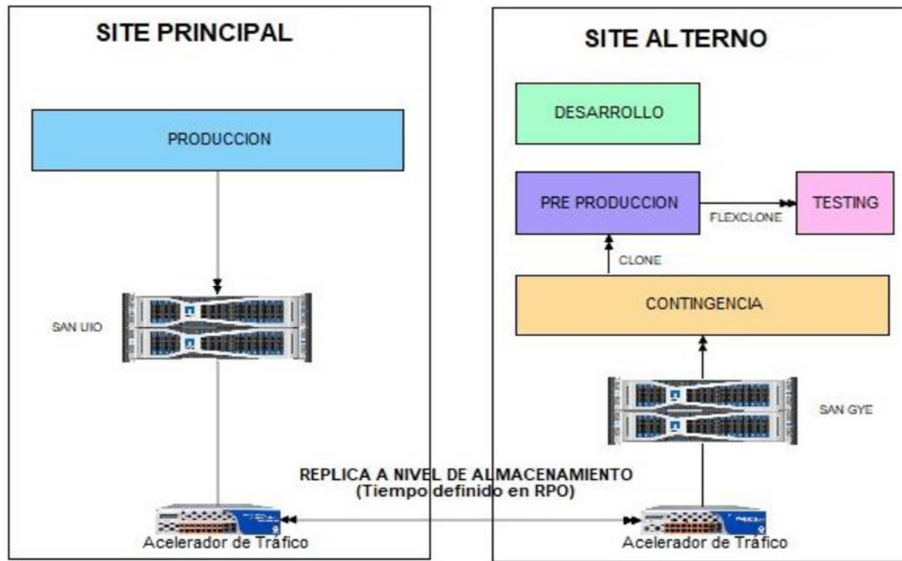 SITE PRINCIPAL
PRODUCCION
SAN UIO
Acelerador de Tráfico
REPLICA A NIVEL DE ALMACENAMIENTO
(Tiempo definido en RPO)
SITE ALTERNO
DESARROLLO
PRE PRODUCCION
FLEXCLONE
TESTING
CLONE
CONTINGENCIA
SAN GYE
Acelerador de Tráfico